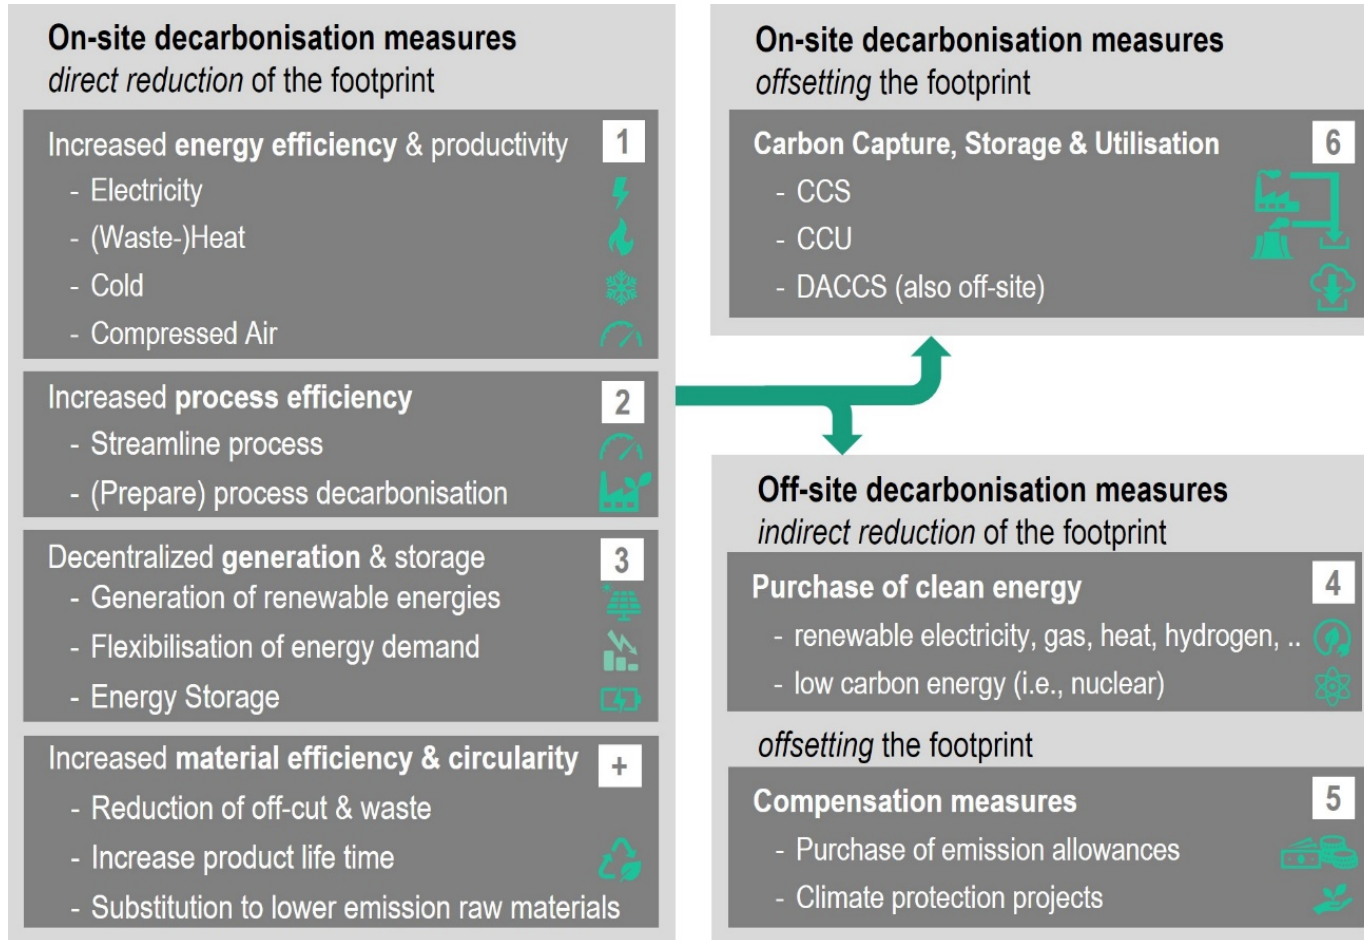 On-site decarbonisation measures
direct reduction of the footprint
Increased energy efficiency & productivity 1
- Electricity
- (Waste-)Heat
- Cold
- Compressed Air
Increased process efficiency 2
- Streamline process
- (Prepare) process decarbonisation
Decentralized generation & storage 3
- Generation of renewable energies
- Flexibilisation of energy demand
- Energy Storage
Increased material efficiency & circularity +
- Reduction of off-cut & waste
- Increase product life time
- Substitution to lower emission raw materials
On-site decarbonisation measures
offsetting the footprint
Carbon Capture, Storage & Utilisation 6
- CCS
- CCU
- DACCS (also off-site)
Off-site decarbonisation measures
indirect reduction of the footprint
Purchase of clean energy 4
- renewable electricity, gas, heat, hydrogen, ..
- low carbon energy (i.e., nuclear)
offsetting the footprint
Compensation measures 5
- Purchase of emission allowances
- Climate protection projects